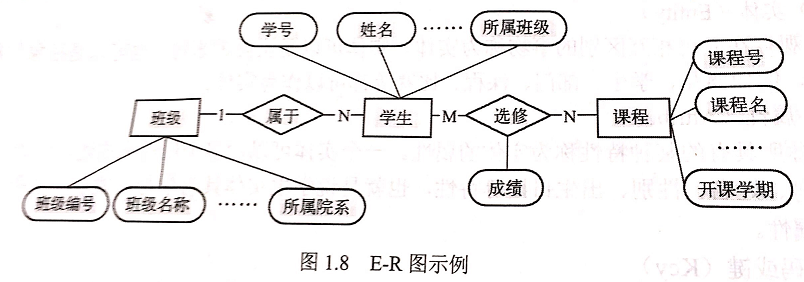 学号 姓名 …… 所属班级
课程号
课程名
班级 1 属于 N 学生 M 选修 N 课程
……
班级编号 班级名称 …… 所属院系 成绩 开课学期
图 1.8 E-R 图示例